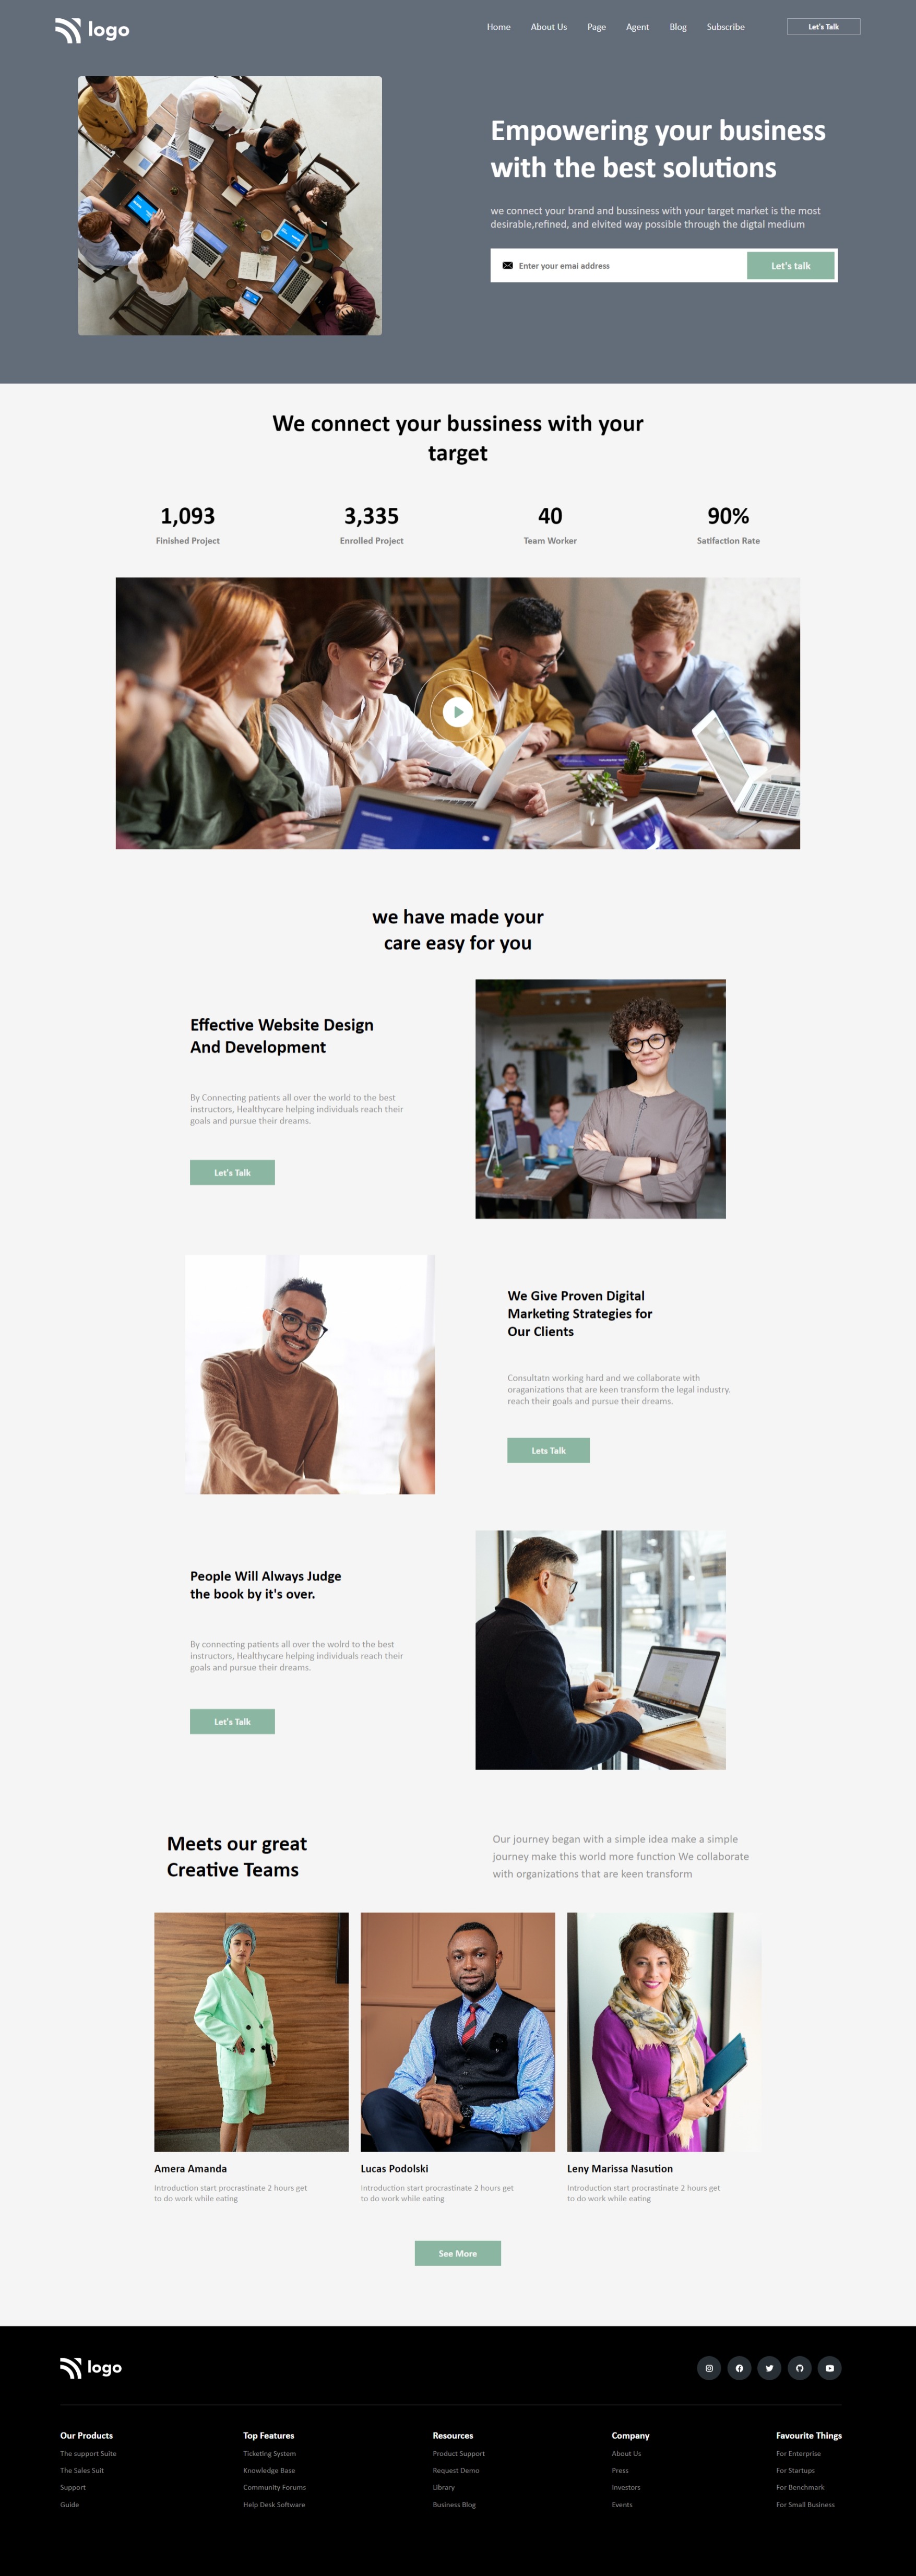 logo
Home About Us Page Agent Blog Subscribe Let's Talk
Empowering your business
with the best solutions
we connect your brand and bussiness with your target market is the most
desirable,refined, and elvited way possible through the digtal medium
Enter your emai address Let's talk
We connect your bussiness with your
target
1,093 3,335 40 90%
Finished Project Enrolled Project Team Worker Satifaction Rate
we have made your
care easy for you
Effective Website Design
And Development
By Connecting patients all over the world to the best
instructors, Healthycare helping individuals reach their
goals and pursue their dreams.
Let's Talk
We Give Proven Digital
Marketing Strategies for
Our Clients
Consultatn working hard and we collaborate with
oraganizations that are keen transform the legal industry.
reach their goals and pursue their dreams.
Lets Talk
People Will Always Judge
the book by it's over.
By connecting patients all over the wolrd to the best
instructors, Healthycare helping individuals reach their
goals and pursue their dreams.
Let's Talk
Meets our great
Creative Teams
Our journey began with a simple idea make a simple
journey make this world more function We collaborate
with organizations that are keen transform
Amera Amanda
Introduction start procrastinate 2 hours get
to do work while eating
Lucas Podolski
Introduction start procrastinate 2 hours get
to do work while eating
Leny Marissa Nasution
Introduction start procrastinate 2 hours get
to do work while eating
See More
logo
Our Products Top Features Resources Company Favourite Things
The support Suite Ticketing System Product Support About Us For Enterprise
The Sales Suit Knowledge Base Request Demo Press For Startups
Support Community Forums Library Investors For Benchmark
Guide Help Desk Software Business Blog Events For Small Business